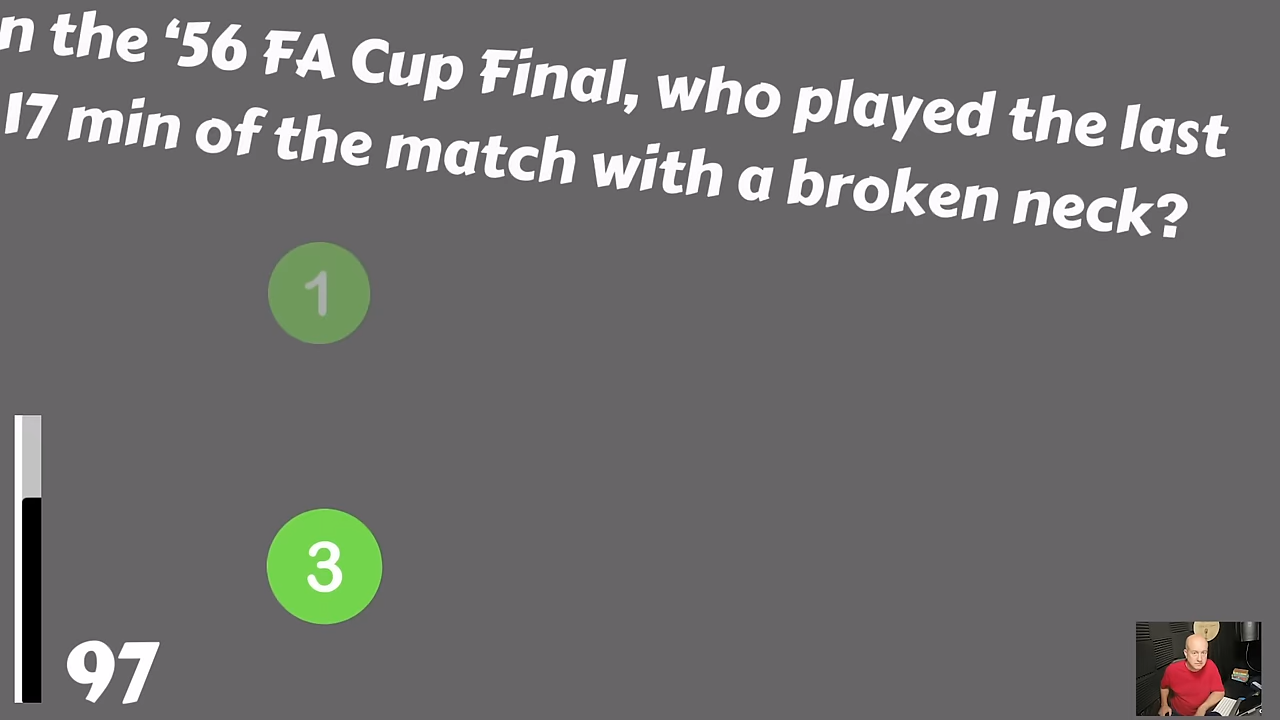 n the ‘56 FA Cup Final, who played the last
17 min of the match with a broken neck?
1
3
97